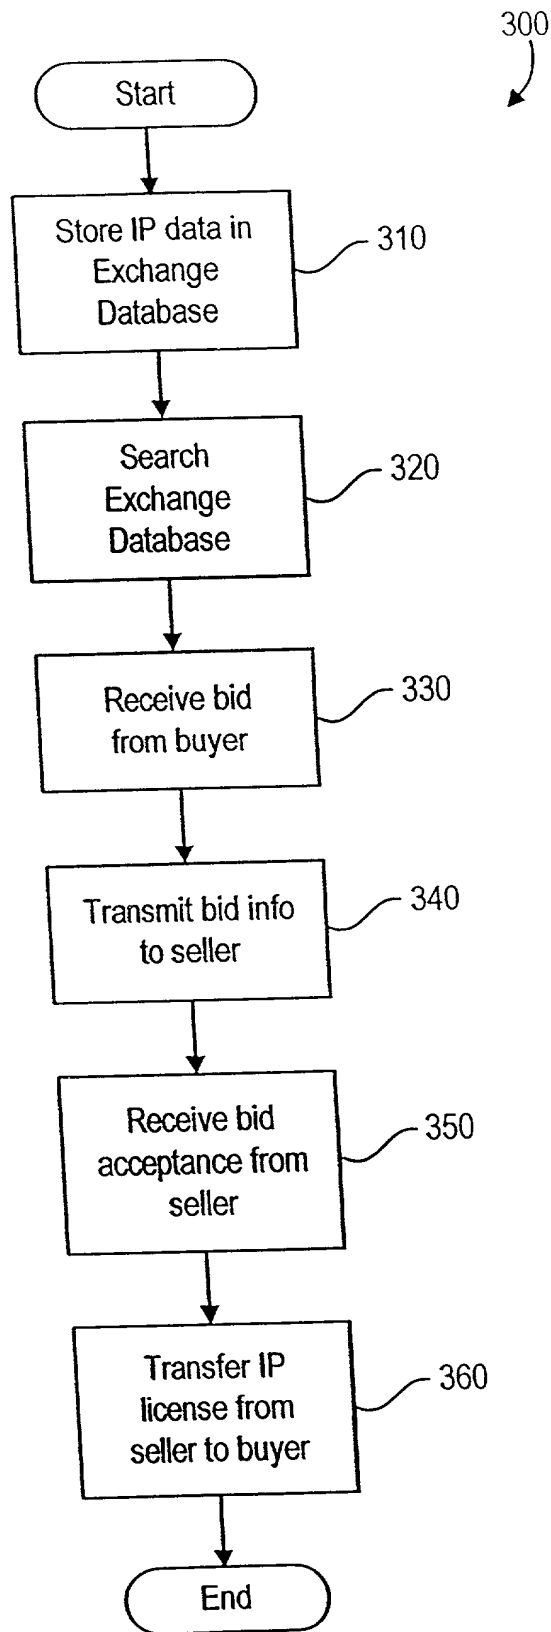 300
Start
Store IP data in
Exchange
Database
310
Search
Exchange
Database
320
Receive bid
from buyer
330
Transmit bid info
to seller
340
Receive bid
acceptance from
seller
350
Transfer IP
license from
seller to buyer
360
End